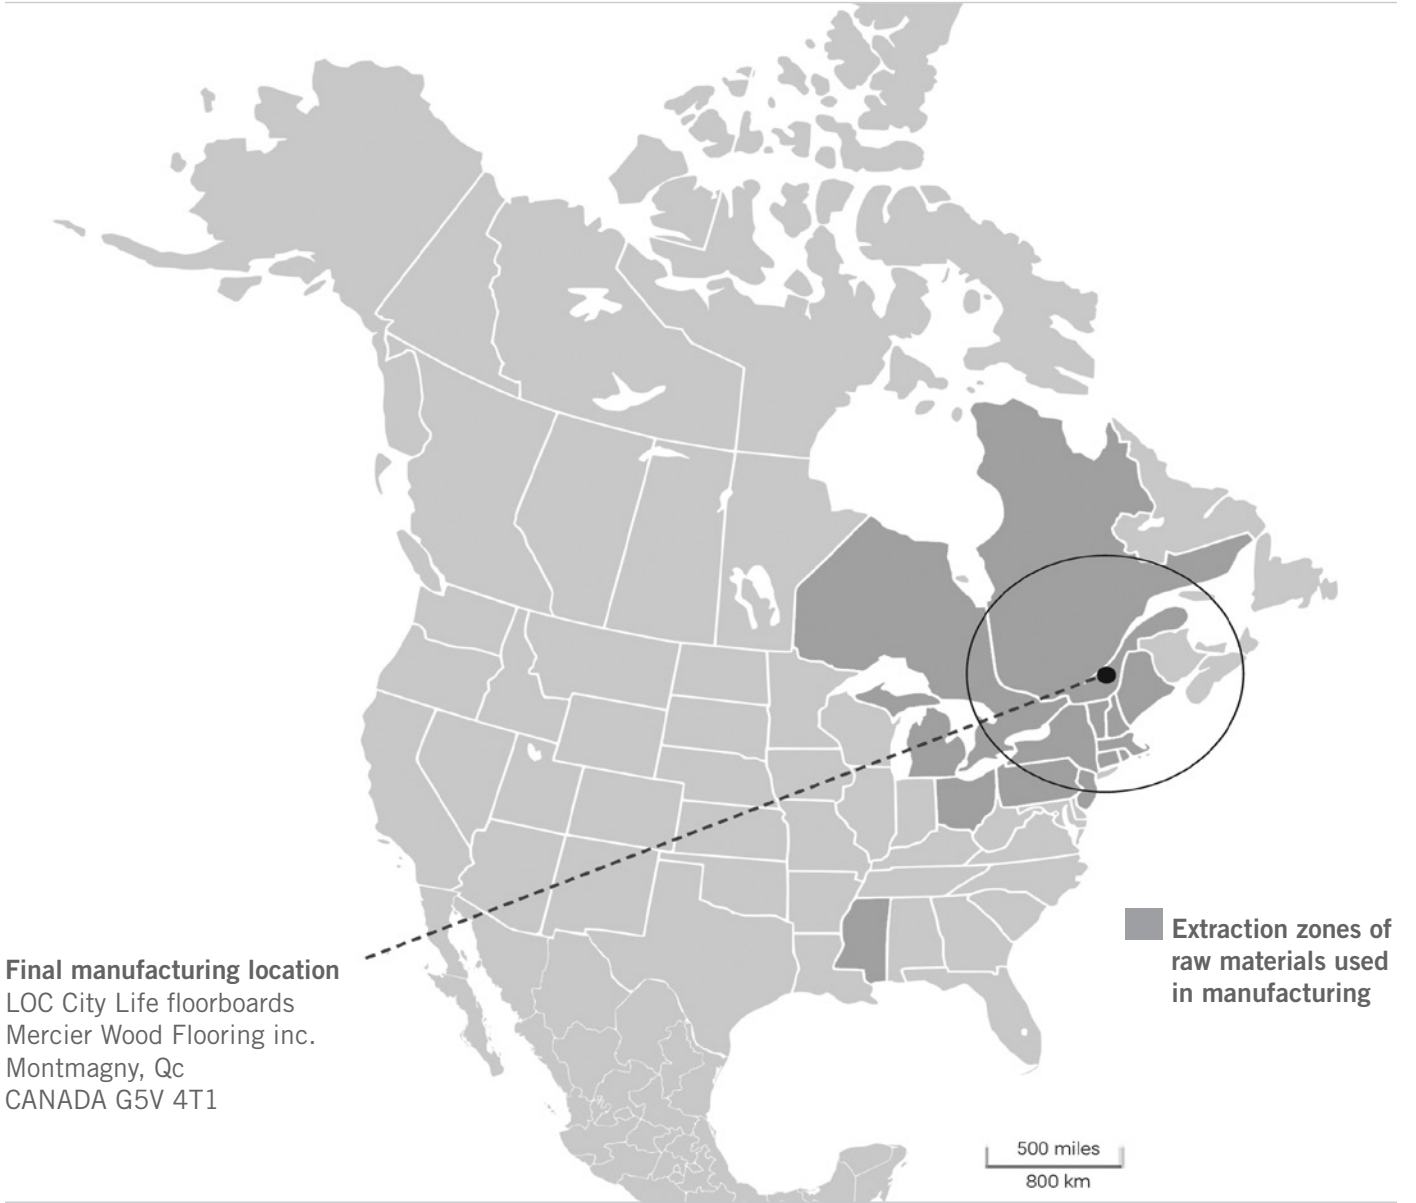 Final manufacturing location
LOC City Life floorboards
Mercier Wood Flooring inc.
Montmagny, Qc
CANADA G5V 4T1
Extraction zones of
raw materials used
in manufacturing
500 miles
800 km